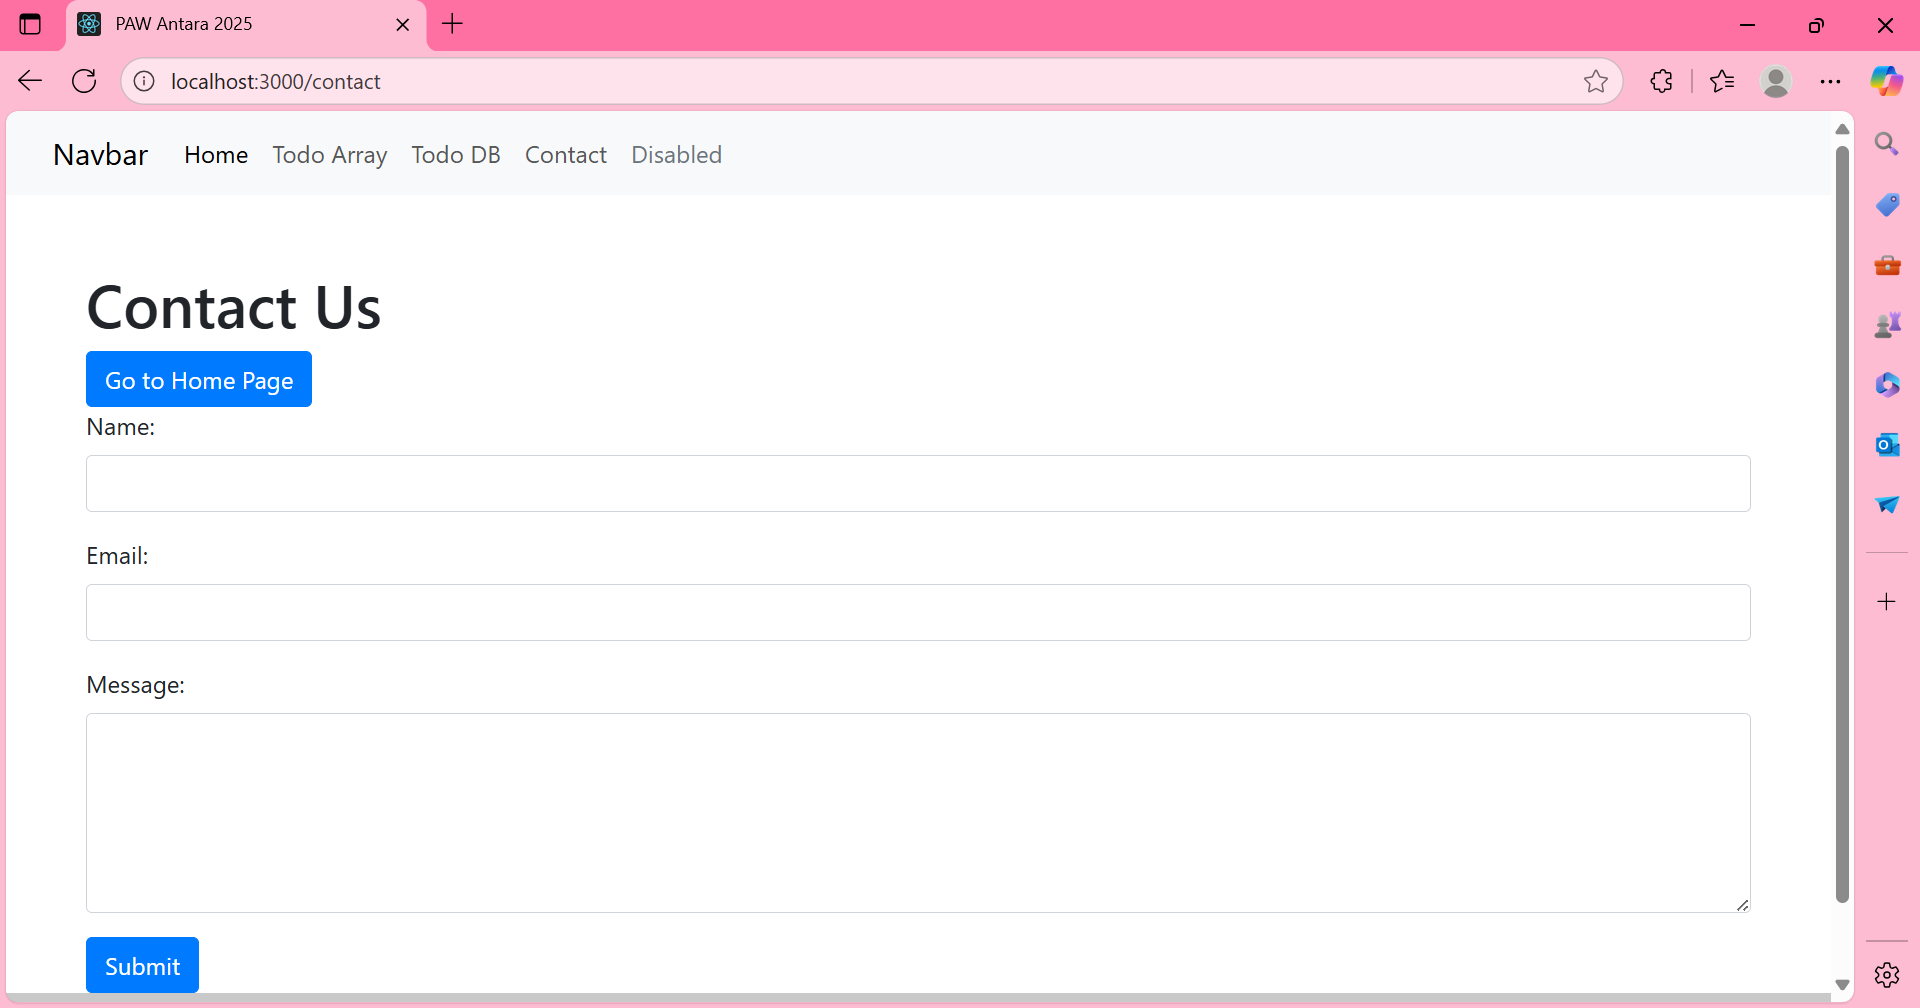 PAW Antara 2025
localhost:3000/contact
Navbar Home Todo Array Todo DB Contact Disabled
Contact Us
Go to Home Page
Name:
Email:
Message:
Submit